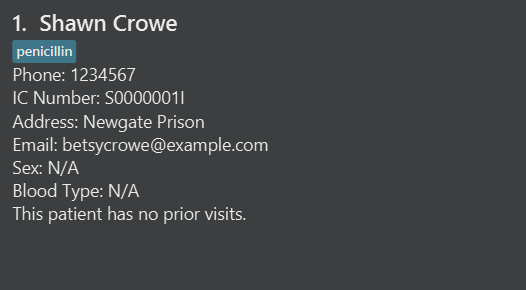 1. Shawn Crowe
penicillin
Phone: 1234567
IC Number: S0000001I
Address: Newgate Prison
Email: betsycrowe@example.com
Sex: N/A
Blood Type: N/A
This patient has no prior visits.